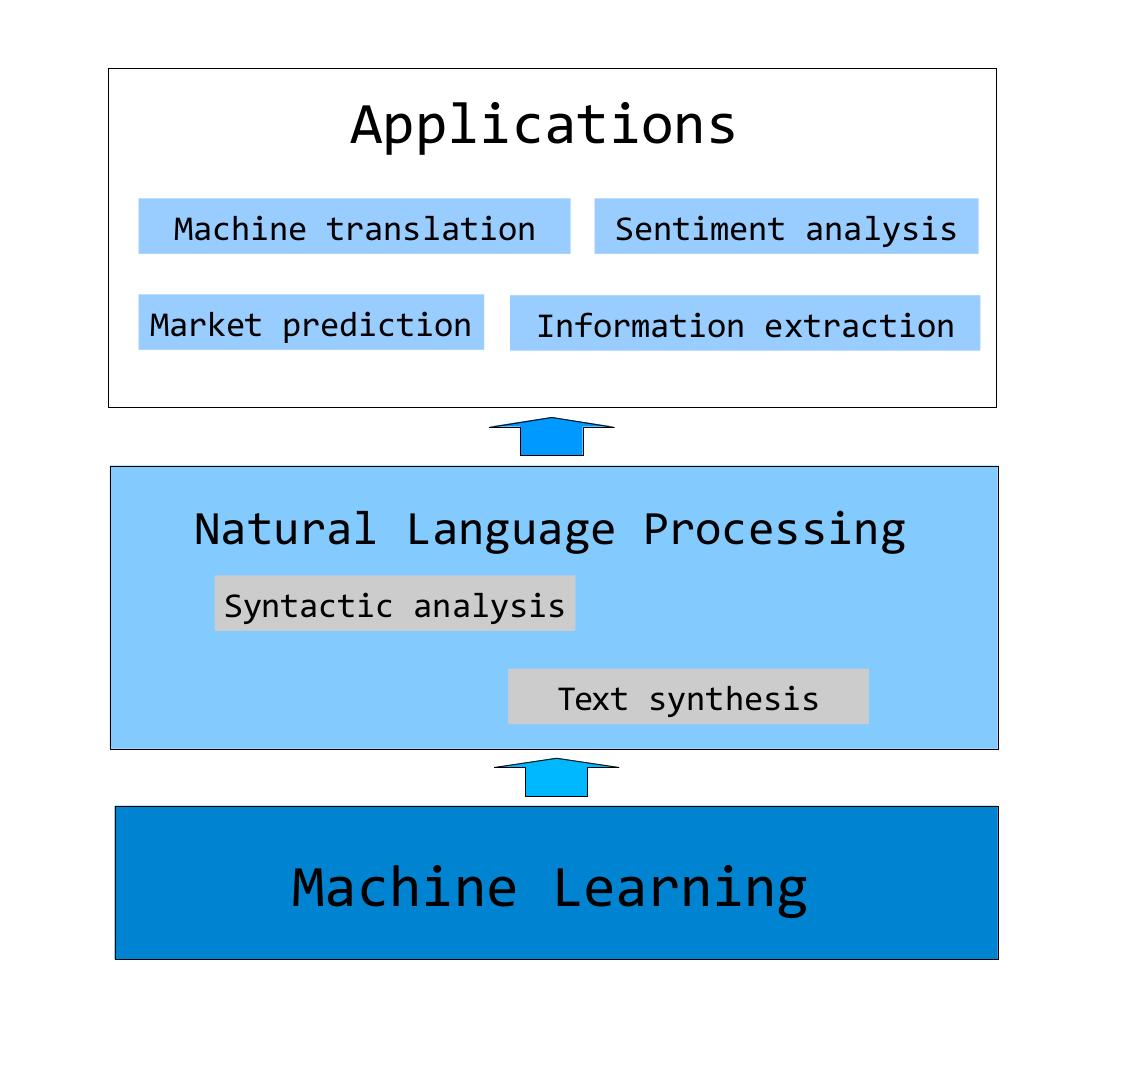 Applications
Machine translation
Sentiment analysis
Market prediction
Information extraction
Natural Language Processing
Syntactic analysis
Text synthesis
Machine Learning